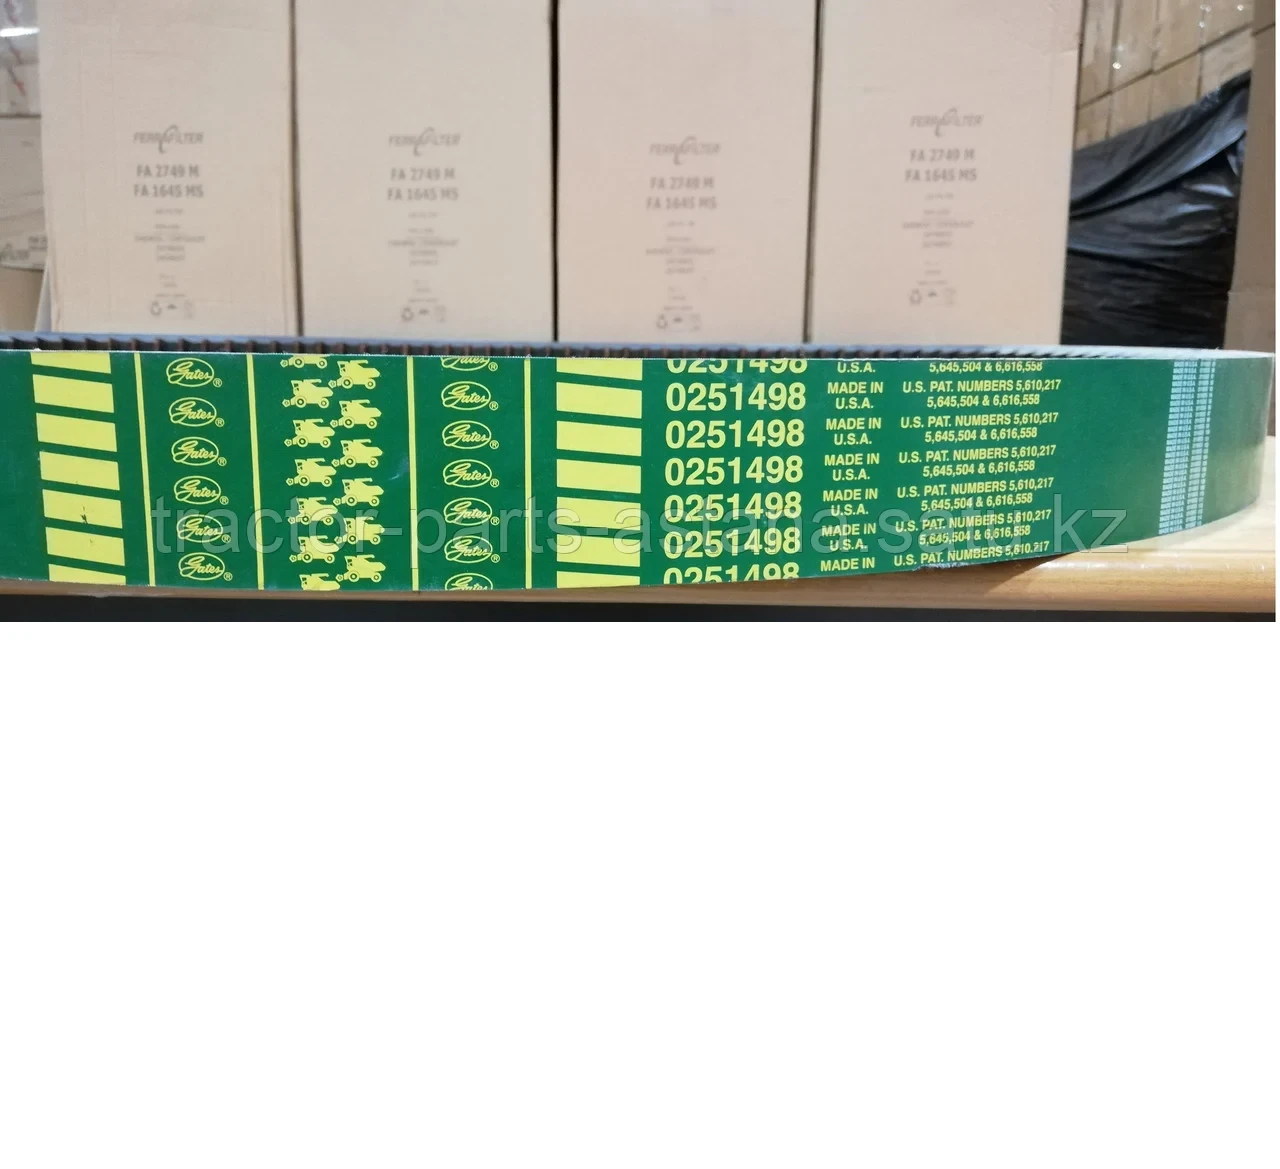 FERRAFILTER
FA 2749 M
FA 1645 MS
FERRAFILTER
FA 2749 M
FA 1645 MS
FERRAFILTER
FA 2749 M
FA 1645 MS
FERRAFILTER
FA 2749 M
FA 1645 MS
Gates®
Gates®
Gates®
Gates®
Gates®
Gates®
Gates®
Gates®
Gates®
Gates®
Gates®
Gates®
Gates
0251498
0251498
0251498
0251498
0251498
0251498
0251498
U.S.A.
MADE IN
U.S.A.
MADE IN
U.S.A.
MADE IN
U.S.A.
MADE IN
U.S.A.
MADE IN
U.S.A.
MADE IN
5,645,504 & 6,616,558
U.S. PAT. NUMBERS 5,610,217
5,645,504 & 6,616,558
U.S. PAT. NUMBERS 5,610,217
5,645,504 & 6,616,558
U.S. PAT. NUMBERS 5,610,217
5,645,504 & 6,616,558
U.S. PAT. NUMBERS 5,610,217
5,645,504 & 6,616,558
U.S. PAT. NUMBERS 5,610,217
5,645,504 & 6,616,558
U.S. PAT. NUMBERS 5,610,217
tractor-parts-astana.satu.kz